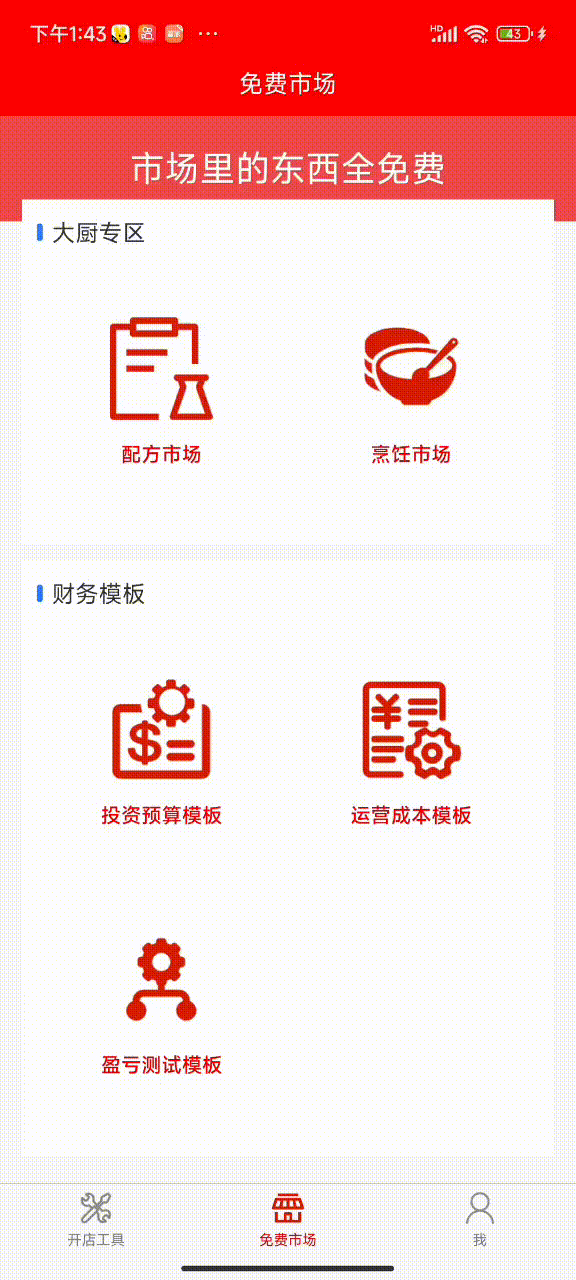 下午1:43 ... HD 43
免费市场
市场里的东西全免费
大厨专区
配方市场 烹饪市场
财务模板
投资预算模板 运营成本模板
盈亏测试模板
开店工具 免费市场 我